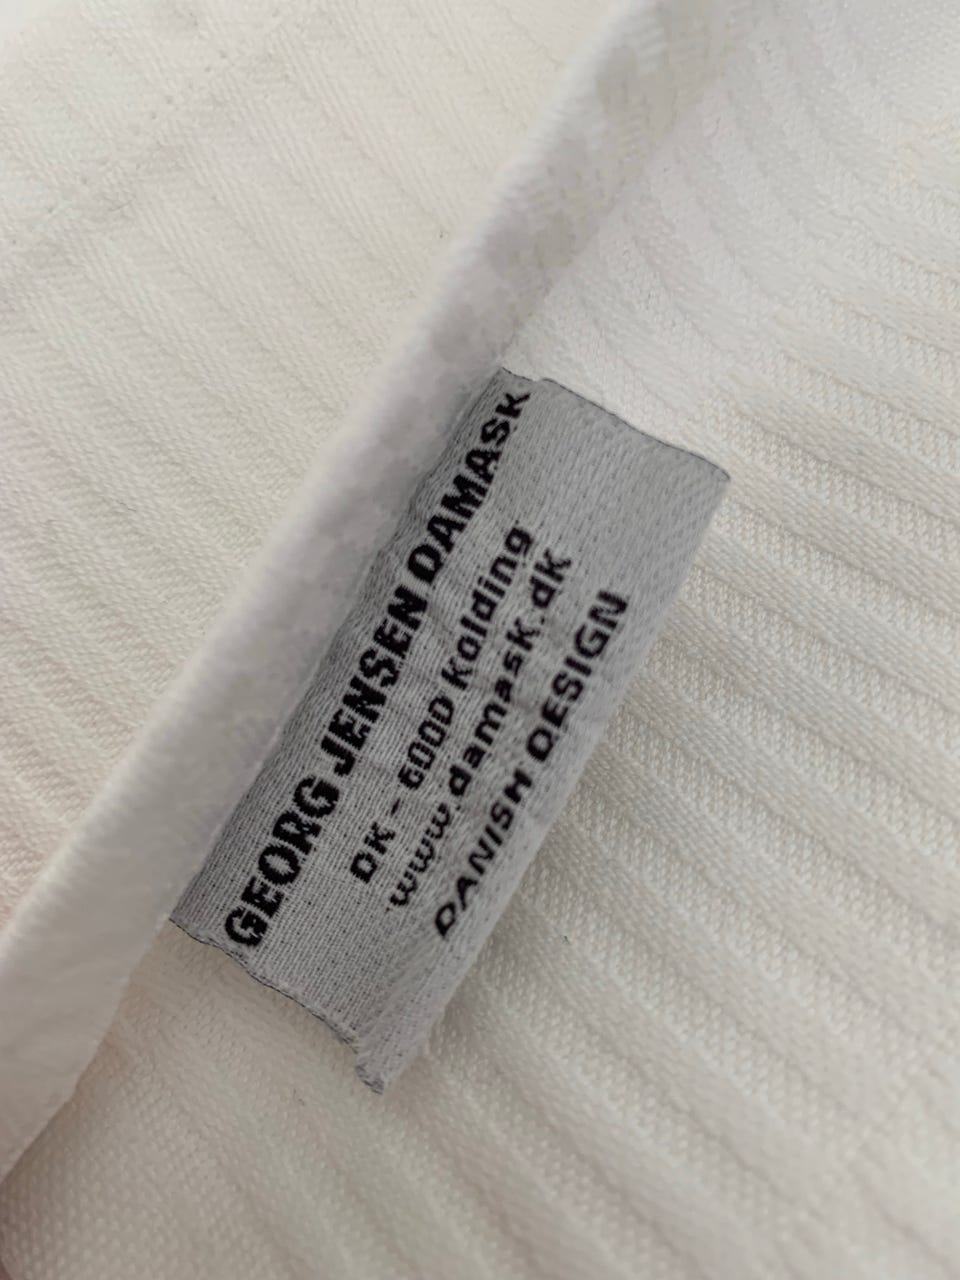 GEORG JENSEN DAMASK
DK - 6000 Kolding
www.damask.dk
DANISH DESIGN